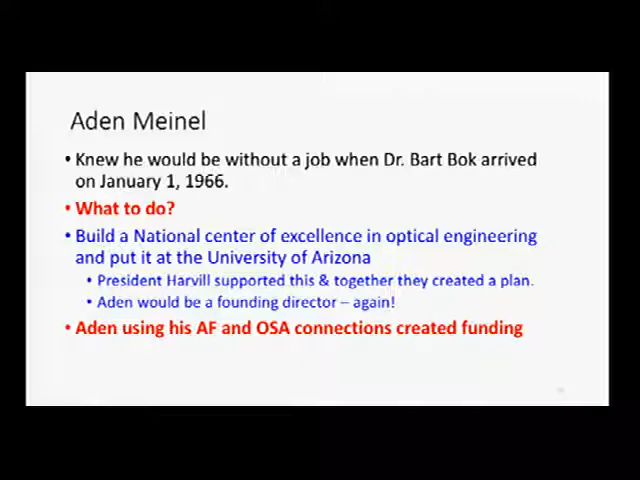 Aden Meinel
• Knew he would be without a job when Dr. Bart Bok arrived
on January 1, 1966.
• What to do?
• Build a National center of excellence in optical engineering
and put it at the University of Arizona
• President Harvill supported this & together they created a plan.
• Aden would be a founding director – again!
• Aden using his AF and OSA connections created funding